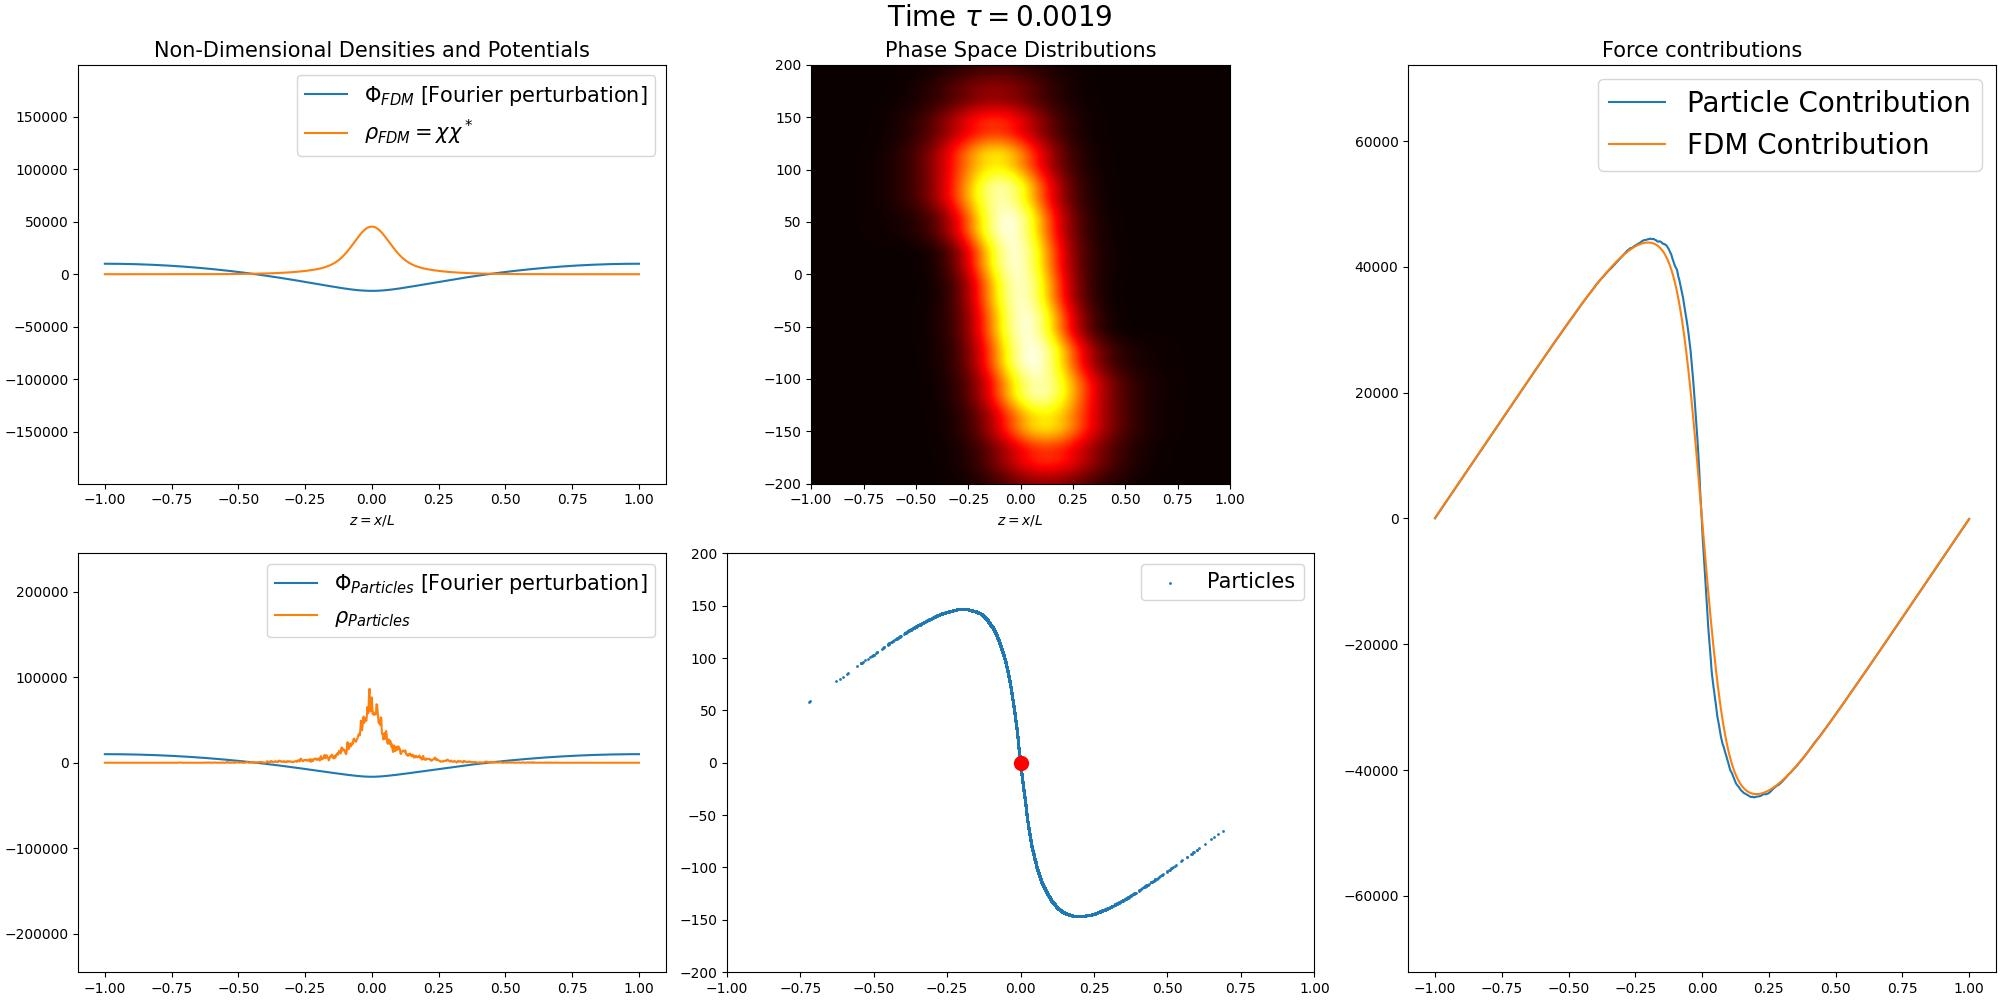 Time τ = 0.0019
Non-Dimensional Densities and Potentials
Φ_FDM [Fourier perturbation]
ρ_FDM = χχ*
150000
100000
50000
0
−50000
−100000
−150000
−1.00 −0.75 −0.50 −0.25 0.00 0.25 0.50 0.75 1.00
z = x/L
Phase Space Distributions
200
150
100
50
0
−50
−100
−150
−200
−1.00 −0.75 −0.50 −0.25 0.00 0.25 0.50 0.75 1.00
z = x/L
Force contributions
Particle Contribution
FDM Contribution
60000
40000
20000
0
−20000
−40000
−60000
−1.00 −0.75 −0.50 −0.25 0.00 0.25 0.50 0.75 1.00
Φ_Particles [Fourier perturbation]
ρ_Particles
200000
100000
0
−100000
−200000
−1.00 −0.75 −0.50 −0.25 0.00 0.25 0.50 0.75 1.00
Particles
200
150
100
50
0
−50
−100
−150
−200
−1.00 −0.75 −0.50 −0.25 0.00 0.25 0.50 0.75 1.00